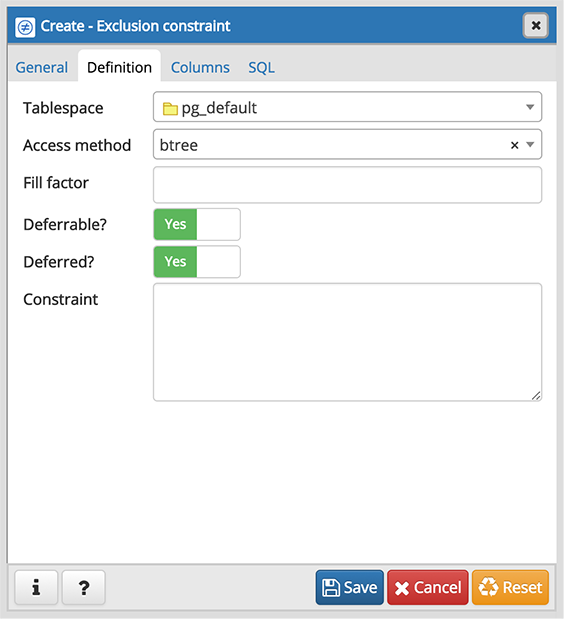 Create - Exclusion constraint
General Definition Columns SQL
Tablespace pg_default
Access method btree
Fill factor
Deferrable? Yes
Deferred? Yes
Constraint
i ? Save Cancel Reset